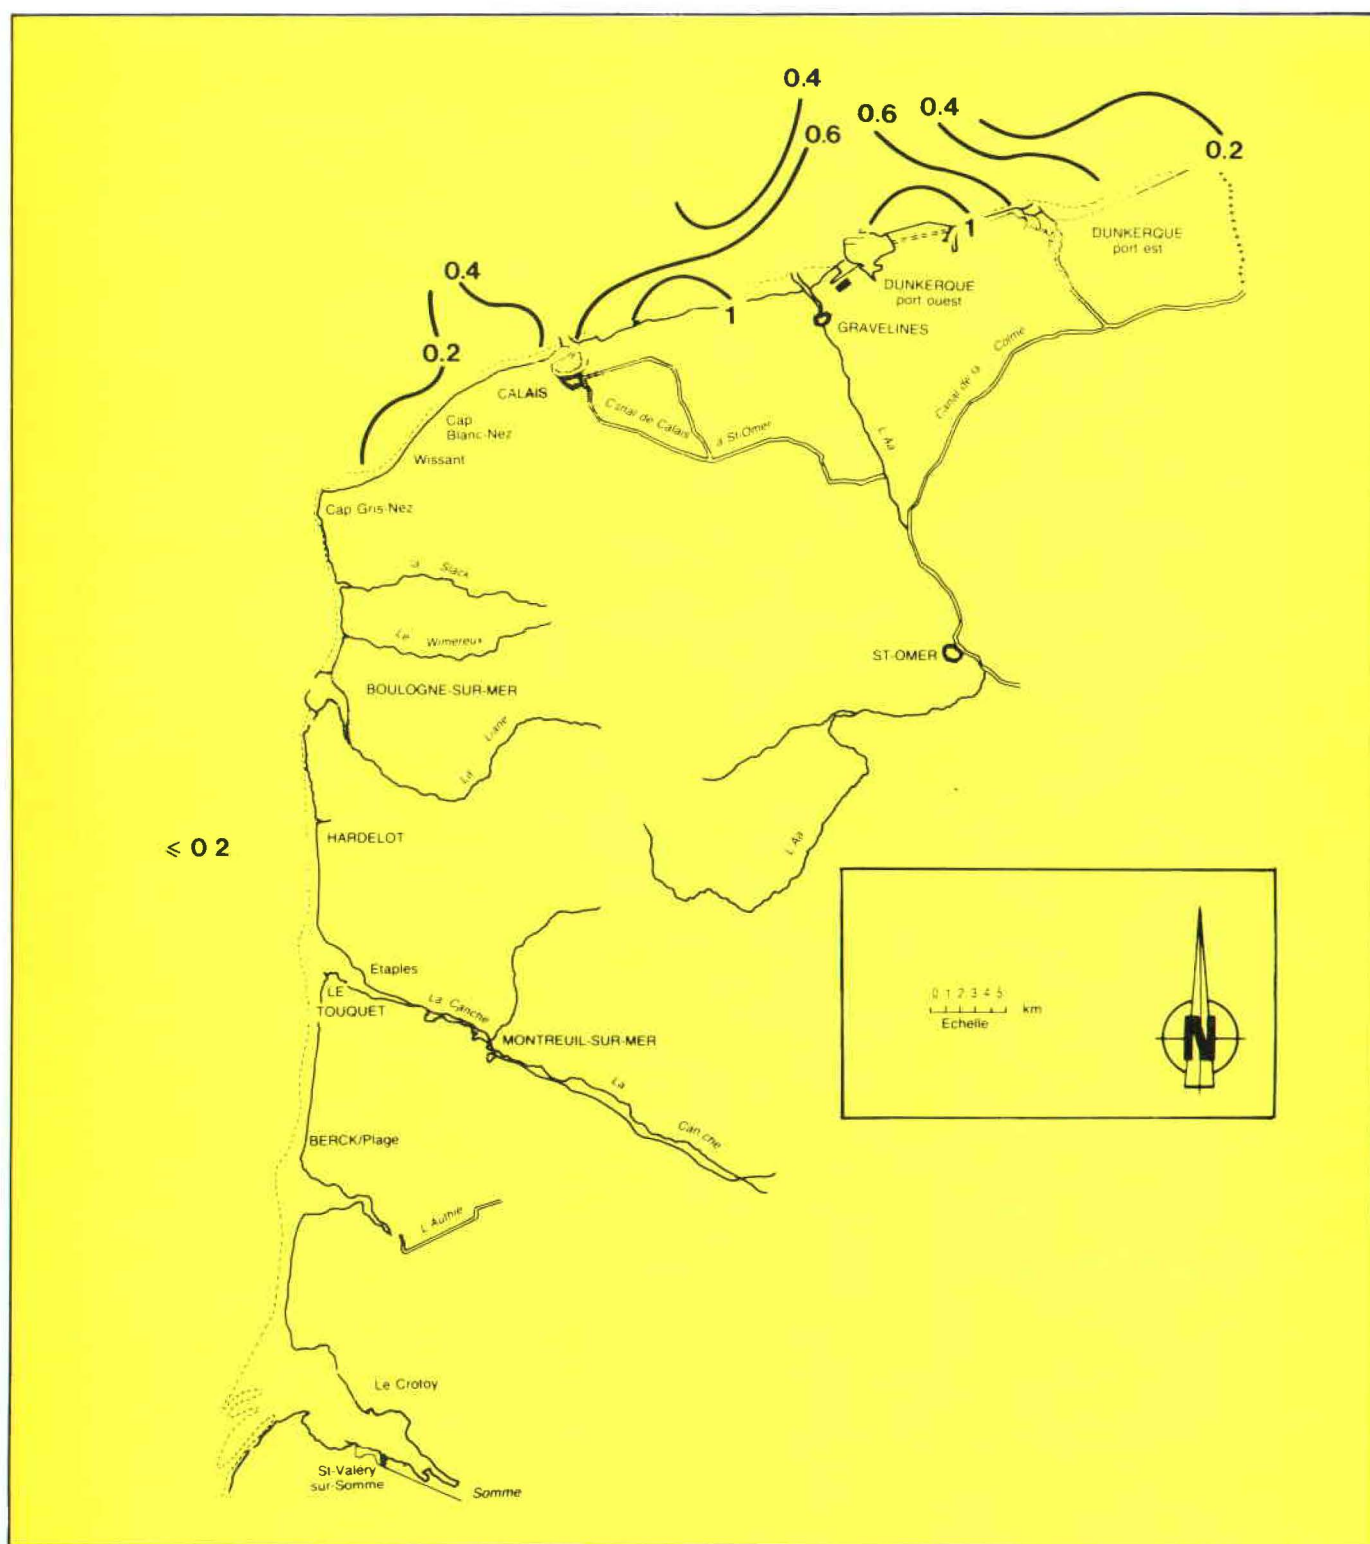 0.4
0.6
0.6
0.4
0.2
1
DUNKERQUE
port est
0.4
0.2
1
DUNKERQUE
port ouest
GRAVELINES
CALAIS
Canal de Calais
à St-Omer
L Aa
Canal de la Colme
Cap
Blanc-Nez
Wissant
Cap Gris-Nez
Slack
Le Wimereux
ST-OMER
BOULOGNE-SUR-MER
La Liane
HARDELOT
⩽ 0 2
L Aa
Etaples
LE
TOUQUET
La Canche
MONTREUIL-SUR-MER
La Canche
0 1 2 3 4 5 km
Echelle
N
BERCK/Plage
L Authie
Le Crotoy
St-Valéry
sur-Somme
Somme